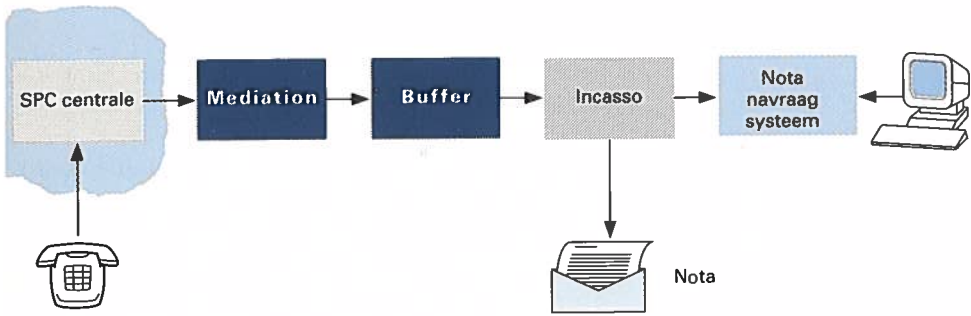 SPC centrale
Mediation
Buffer
Incasso
Nota
navraag
systeem
Nota